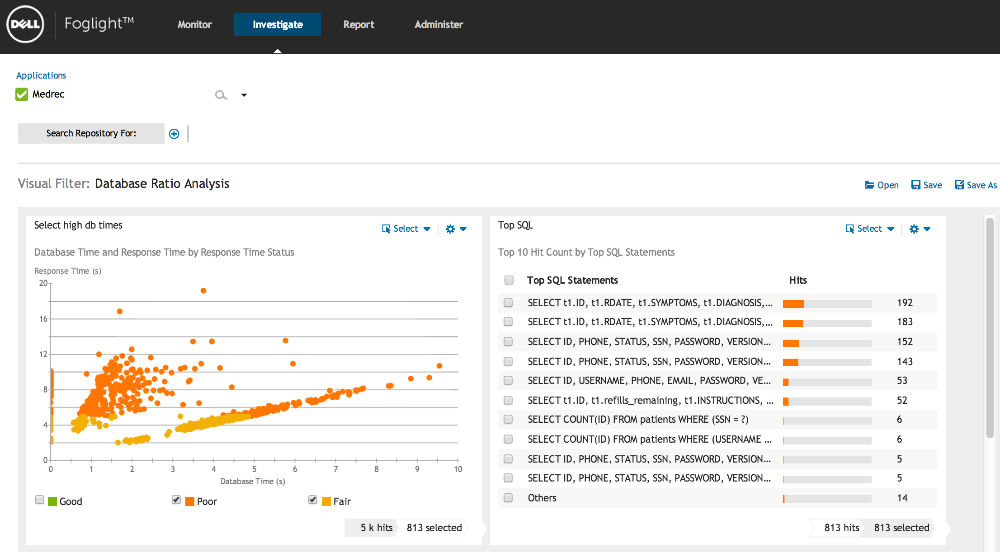 DELL Foglight™ Monitor Investigate Report Administer
Applications
Medrec
Search Repository For:
Visual Filter: Database Ratio Analysis
Open Save Save As
Select high db times
Select
Database Time and Response Time by Response Time Status
Response Time (s)
20
16
12
8
4
0
0 1 2 3 4 5 6 7 8 9 10
Database Time (s)
Good Poor Fair
5 k hits 813 selected
Top SQL
Select
Top 10 Hit Count by Top SQL Statements
Top SQL Statements Hits
SELECT t1.ID, t1.RDATE, t1.SYMPTOMS, t1.DIAGNOSIS,... 192
SELECT t1.ID, t1.RDATE, t1.SYMPTOMS, t1.DIAGNOSIS,... 183
SELECT ID, PHONE, STATUS, SSN, PASSWORD, VERSION... 152
SELECT ID, PHONE, STATUS, SSN, PASSWORD, VERSION... 143
SELECT ID, USERNAME, PHONE, EMAIL, PASSWORD, VE... 53
SELECT t1.ID, t1.refills_remaining, t1.INSTRUCTIONS, ... 52
SELECT COUNT(ID) FROM patients WHERE (SSN = ?) 6
SELECT COUNT(ID) FROM patients WHERE (USERNAME ... 6
SELECT ID, PHONE, STATUS, SSN, PASSWORD, VERSION... 5
SELECT ID, PHONE, STATUS, SSN, PASSWORD, VERSION... 5
Others 14
813 hits 813 selected